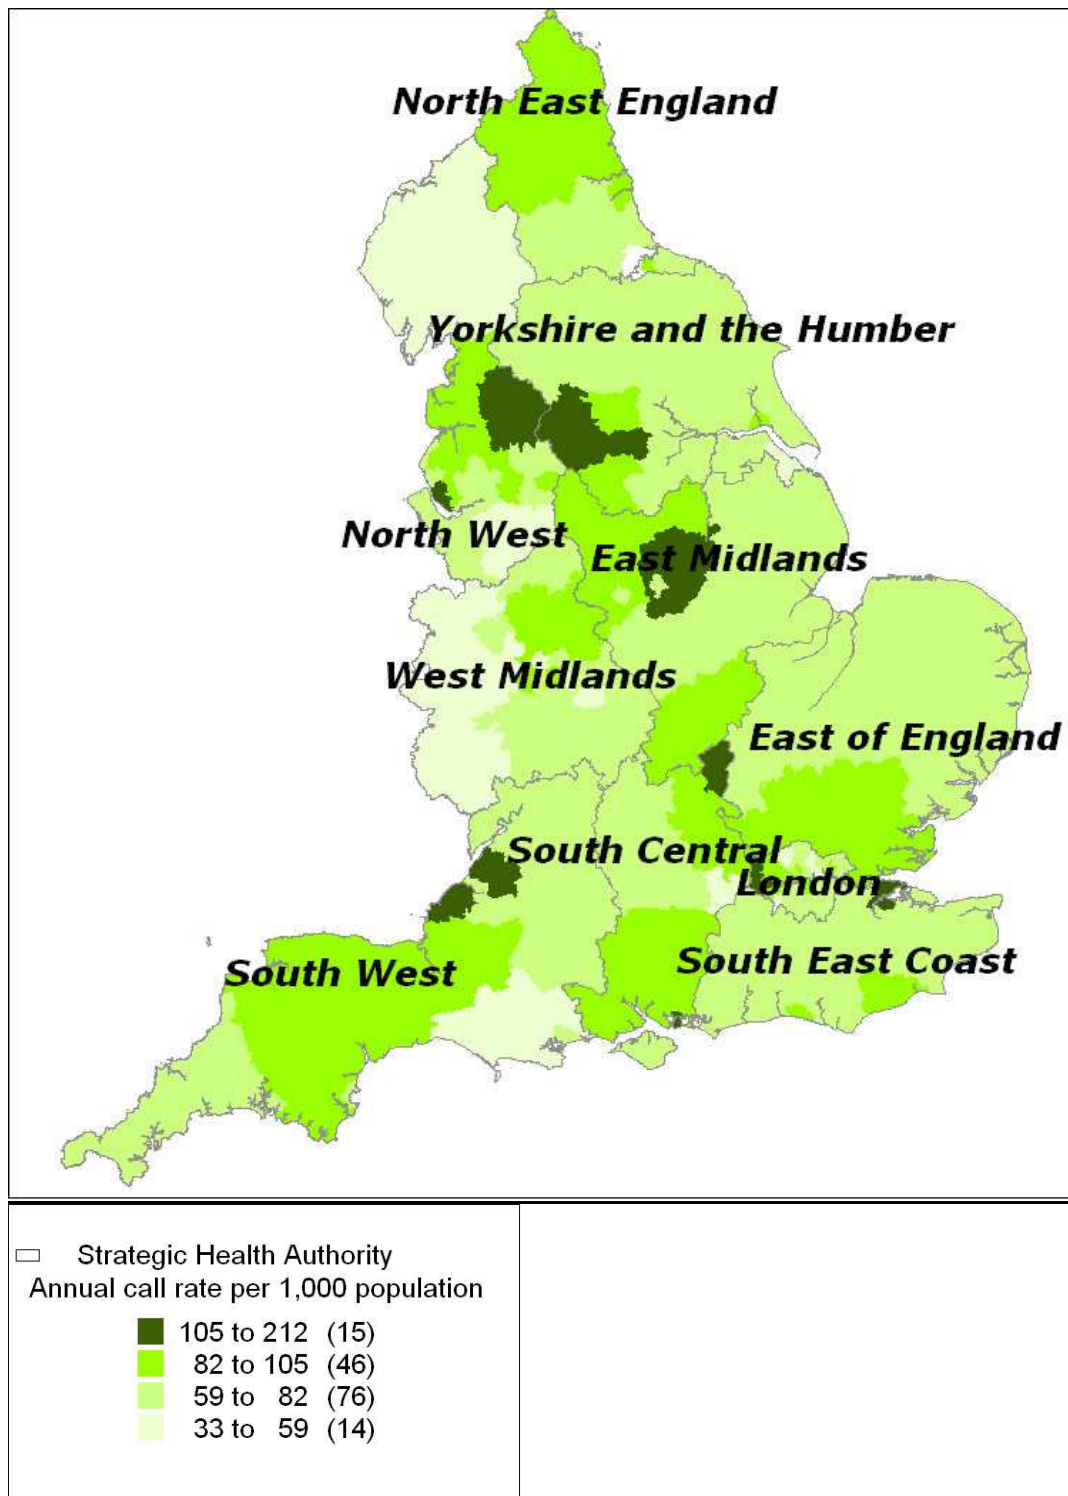 North East England
Yorkshire and the Humber
North West
East Midlands
West Midlands
East of England
South Central
London
South West
South East Coast
Strategic Health Authority
Annual call rate per 1,000 population
105 to 212 (15)
82 to 105 (46)
59 to 82 (76)
33 to 59 (14)